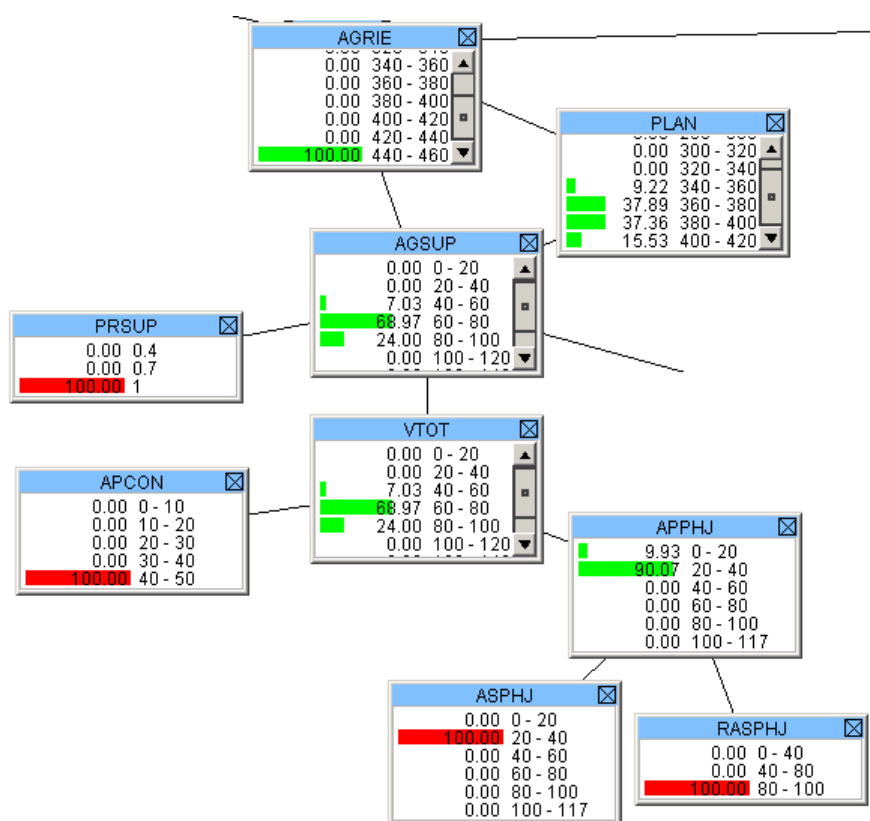 AGRIE
0.00 340 - 360
0.00 360 - 380
0.00 380 - 400
0.00 400 - 420
0.00 420 - 440
100.00 440 - 460
PLAN
0.00 300 - 320
0.00 320 - 340
9.22 340 - 360
37.89 360 - 380
37.36 380 - 400
15.53 400 - 420
AGSUP
0.00 0 - 20
0.00 20 - 40
7.03 40 - 60
68.97 60 - 80
24.00 80 - 100
0.00 100 - 120
PRSUP
0.00 0.4
0.00 0.7
100.00 1
VTOT
0.00 0 - 20
0.00 20 - 40
7.03 40 - 60
68.97 60 - 80
24.00 80 - 100
0.00 100 - 120
APCON
0.00 0 - 10
0.00 10 - 20
0.00 20 - 30
0.00 30 - 40
100.00 40 - 50
APPHJ
9.93 0 - 20
90.07 20 - 40
0.00 40 - 60
0.00 60 - 80
0.00 80 - 100
0.00 100 - 117
ASPHJ
0.00 0 - 20
100.00 20 - 40
0.00 40 - 60
0.00 60 - 80
0.00 80 - 100
0.00 100 - 117
RASPHJ
0.00 0 - 40
0.00 40 - 80
100.00 80 - 100